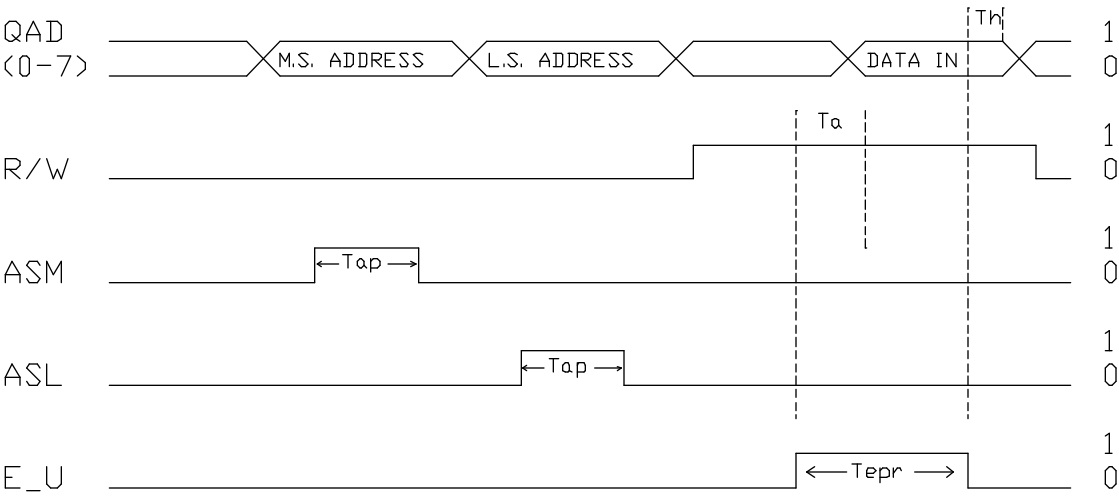 Th
QAD 1
(0-7) M.S. ADDRESS L.S. ADDRESS DATA IN 0
Ta
1
R/W 0
1
ASM Tap 0
1
ASL Tap 0
1
E_U Tepr 0